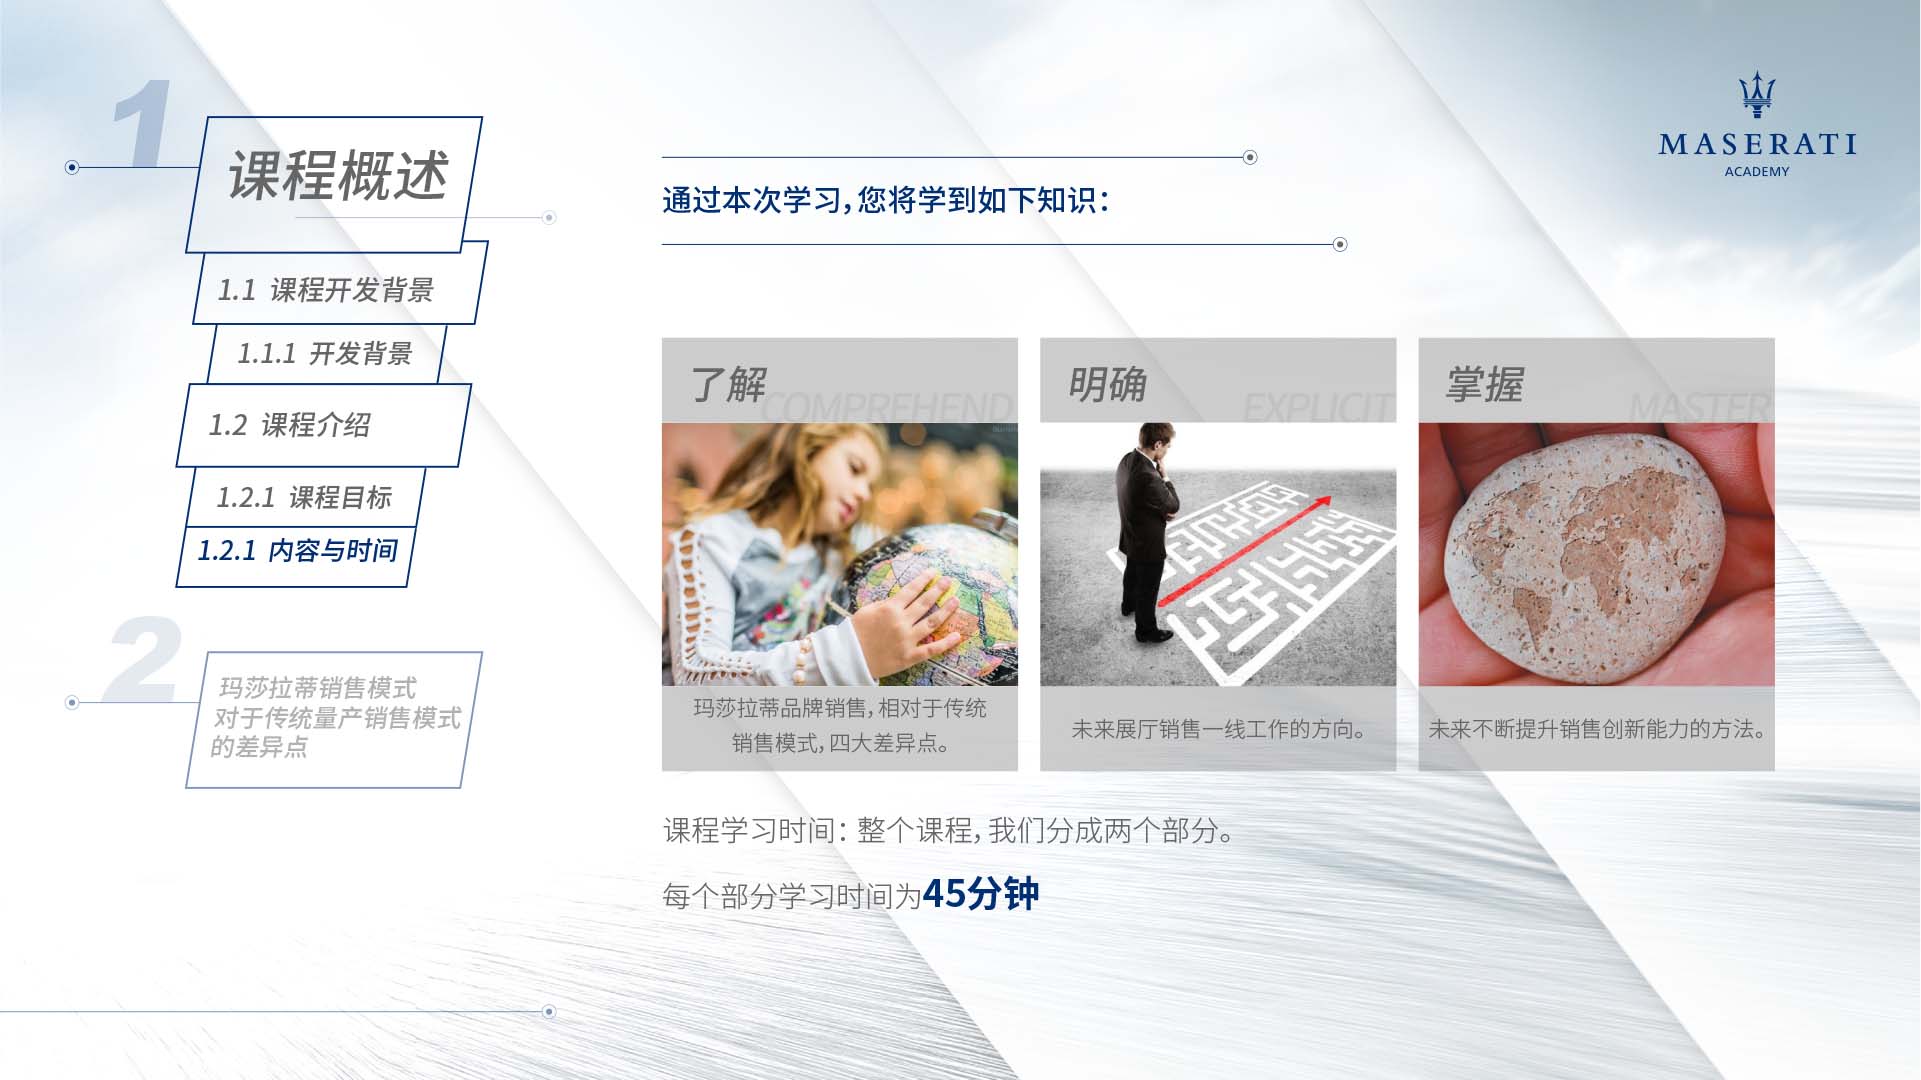 1
课程概述
1.1 课程开发背景
1.1.1 开发背景
1.2 课程介绍
1.2.1 课程目标
1.2.1 内容与时间
2
玛莎拉蒂销售模式
对于传统量产销售模式
的差异点
MASERATI
ACADEMY
通过本次学习，您将学到如下知识：
了解
COMPREHEND
玛莎拉蒂品牌销售，相对于传统
销售模式，四大差异点。
明确
EXPLICIT
未来展厅销售一线工作的方向。
掌握
MASTER
未来不断提升销售创新能力的方法。
课程学习时间：整个课程，我们分成两个部分。
每个部分学习时间为45分钟